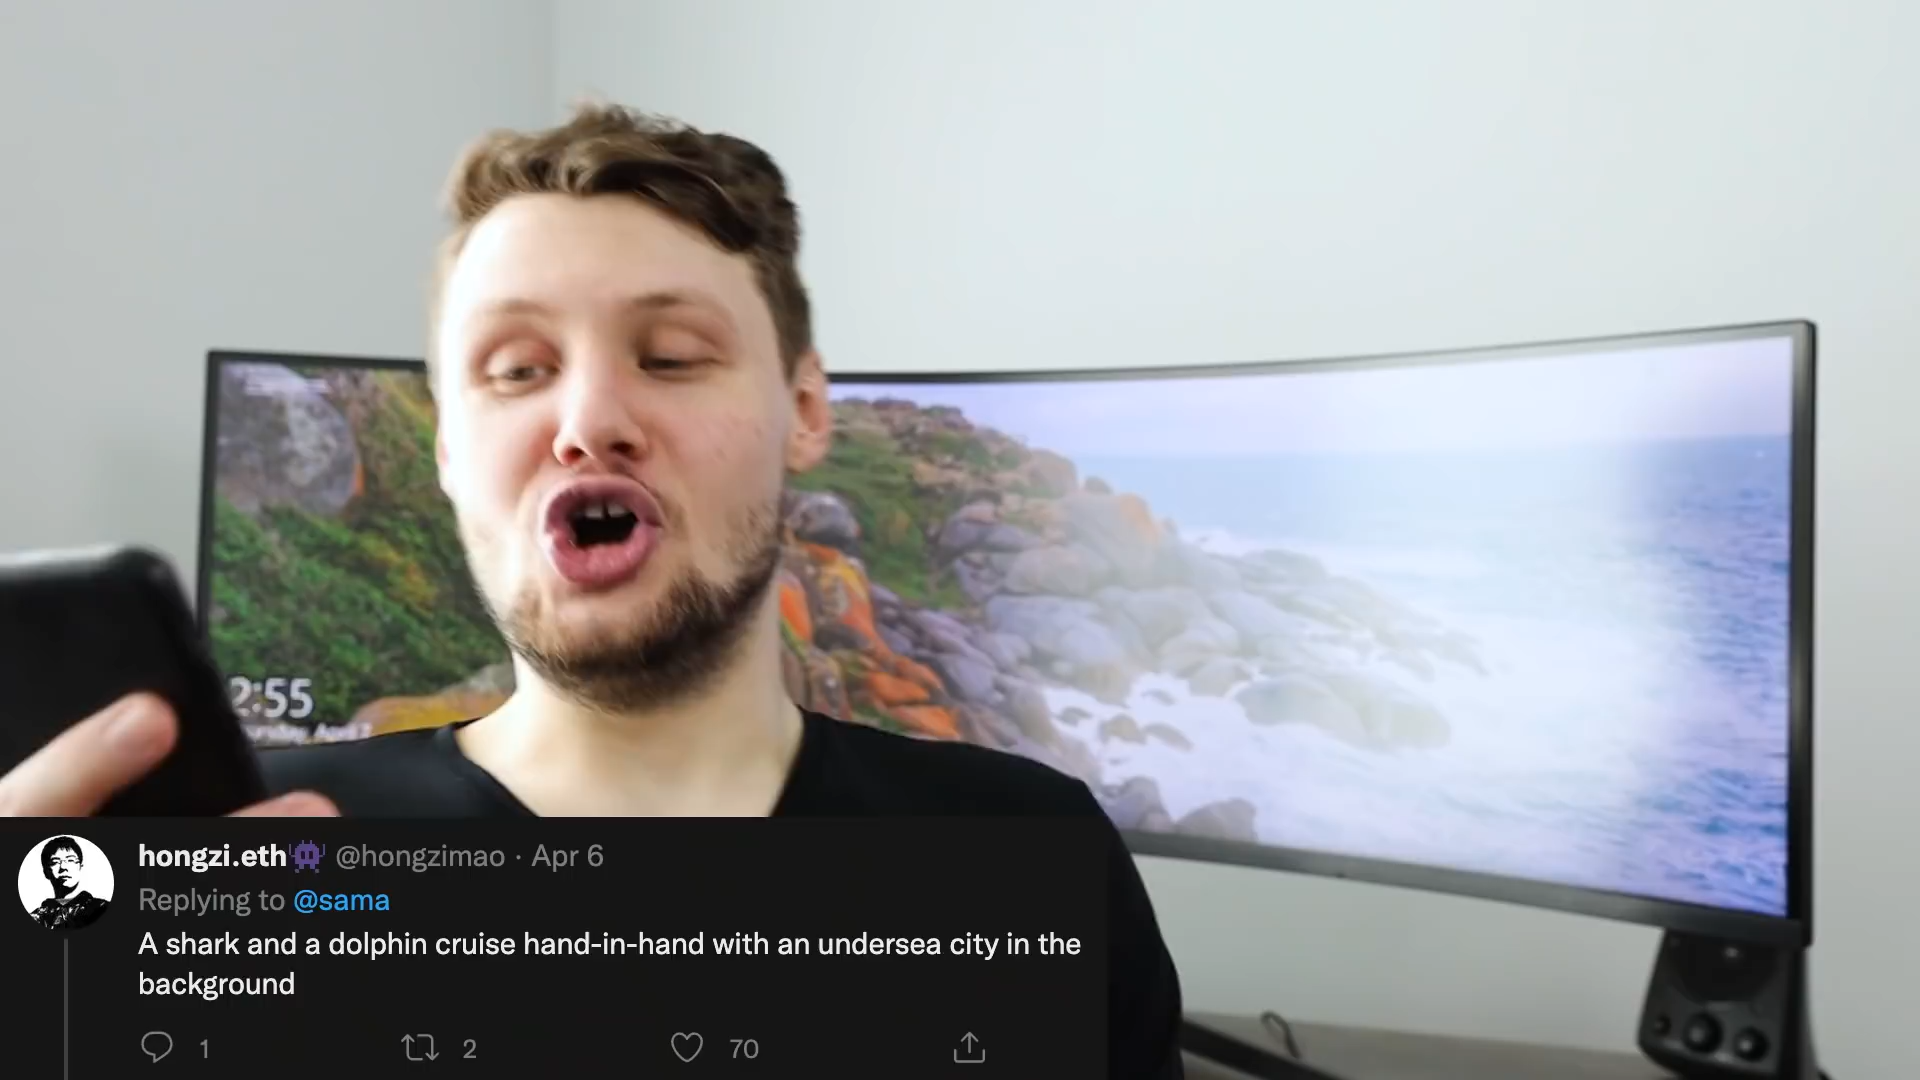 2:55
hongzi.eth @hongzimao · Apr 6
Replying to @sama
A shark and a dolphin cruise hand-in-hand with an undersea city in the
background
1 2 70